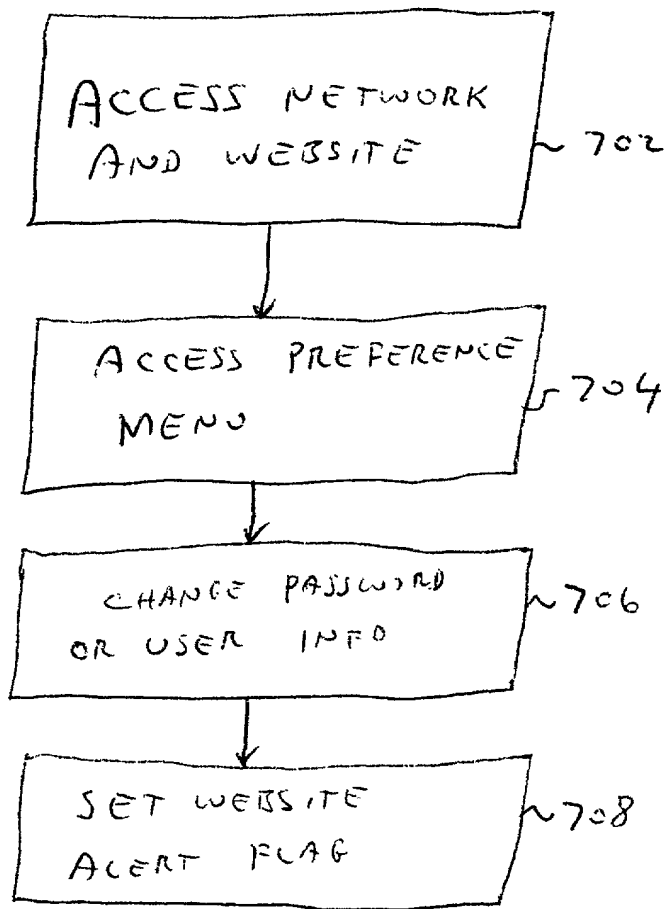 ACCESS NETWORK
AND WEBSITE
702
ACCESS PREFERENCE
MENU
704
CHANGE PASSWORD
OR USER INFO
706
SET WEBSITE
ALERT FLAG
708